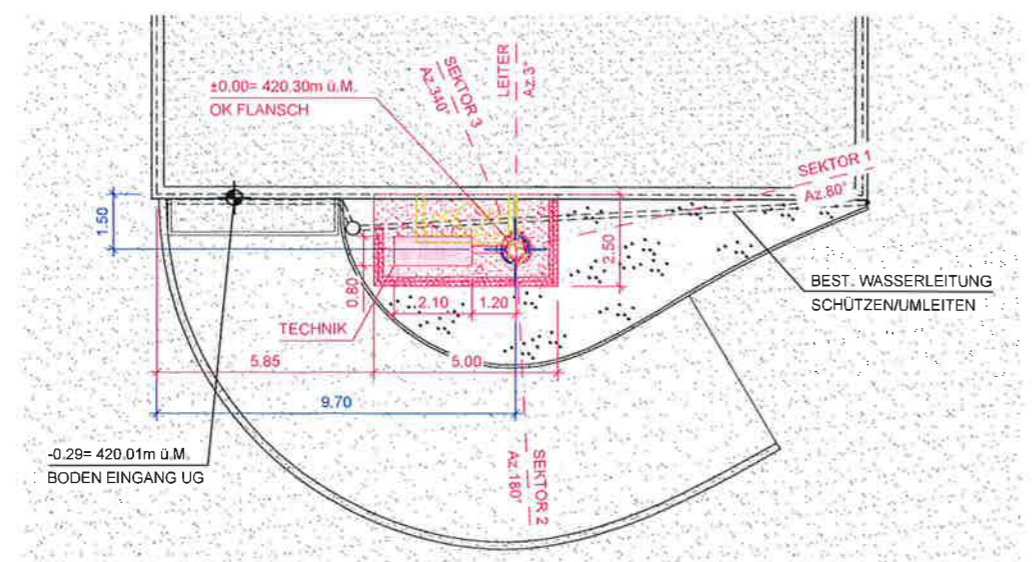 ±0.00= 420.30m ü.M.
OK FLANSCH
SEKTOR 3
Az.340°
LEITER
Az.3°
SEKTOR 1
Az.80°
1.50
2.50
BEST. WASSERLEITUNG
SCHÜTZEN/UMLEITEN
0.80
2.10
1.20
TECHNIK
5.85
5.00
9.70
-0.29= 420.01m ü.M.
BODEN EINGANG UG
SEKTOR 2
Az.180°